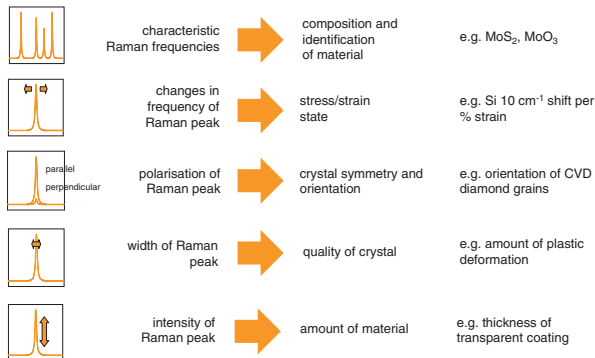 characteristic
Raman frequencies
composition and
identification
of material
e.g. MoS₂, MoO₃
changes in
frequency of
Raman peak
stress/strain
state
e.g. Si 10 cm⁻¹ shift per
% strain
parallel
perpendicular
polarisation of
Raman peak
crystal symmetry and
orientation
e.g. orientation of CVD
diamond grains
width of Raman
peak
quality of crystal
e.g. amount of plastic
deformation
intensity of
Raman peak
amount of material
e.g. thickness of
transparent coating